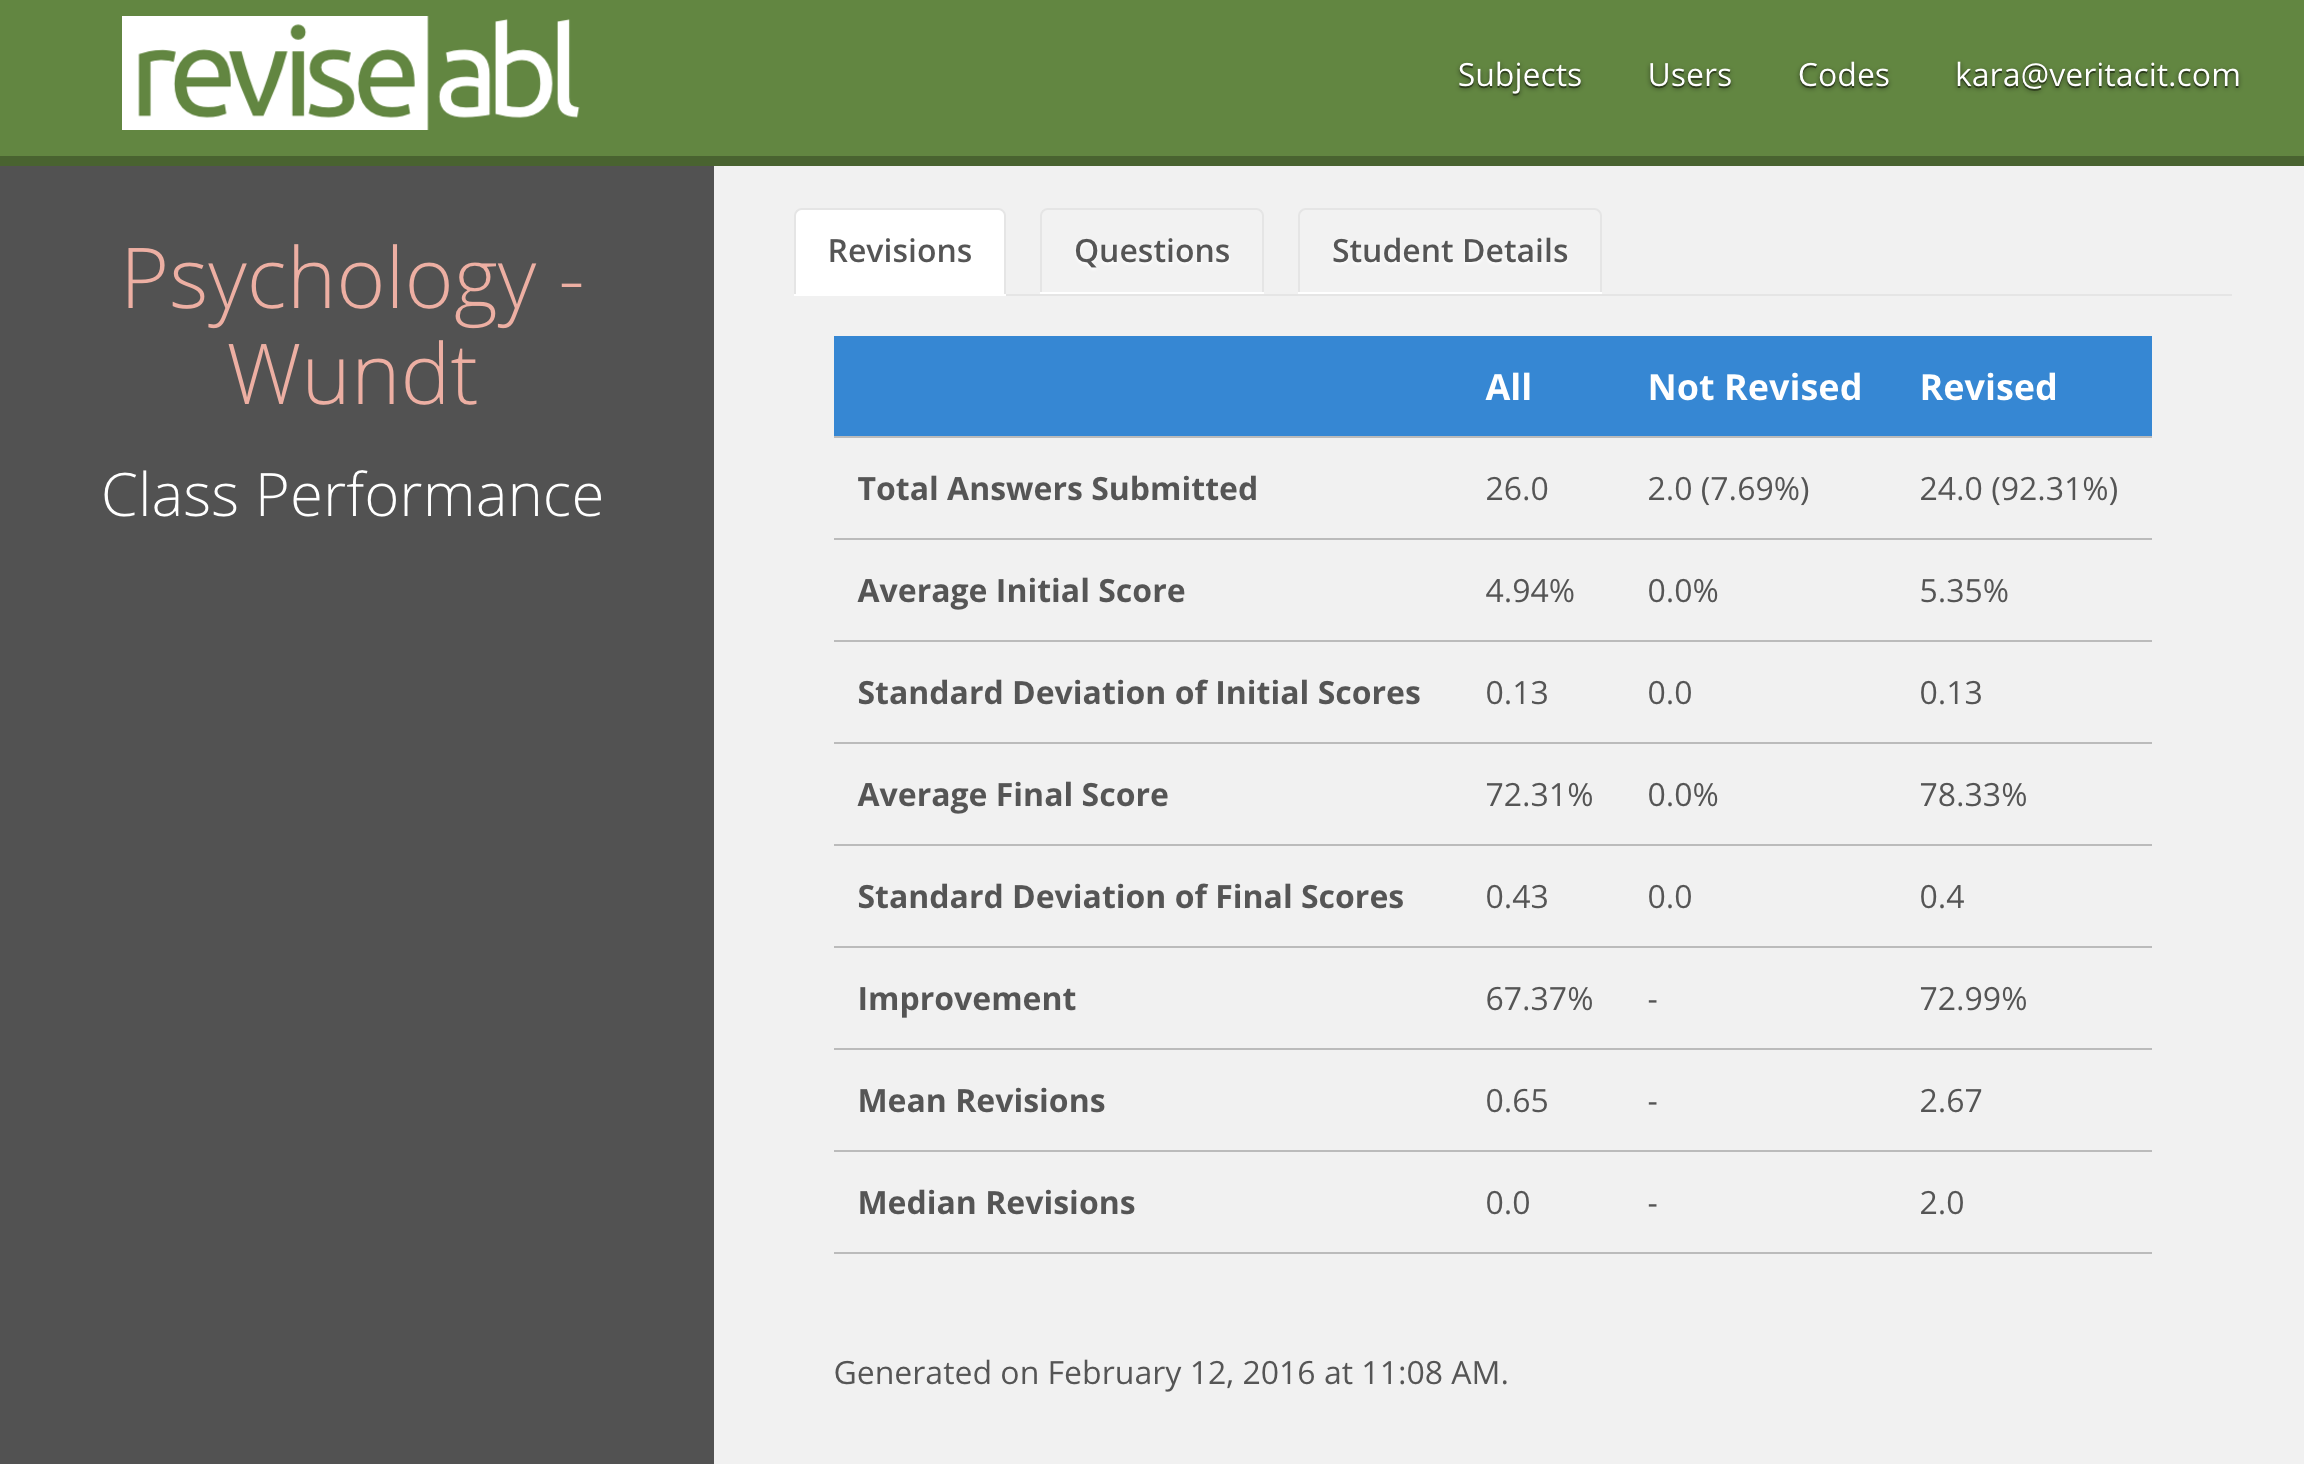 revise abl
Subjects Users Codes kara@veritacit.com
Psychology -
Wundt
Class Performance
Revisions Questions Student Details
All Not Revised Revised
Total Answers Submitted 26.0 2.0 (7.69%) 24.0 (92.31%)
Average Initial Score 4.94% 0.0% 5.35%
Standard Deviation of Initial Scores 0.13 0.0 0.13
Average Final Score 72.31% 0.0% 78.33%
Standard Deviation of Final Scores 0.43 0.0 0.4
Improvement 67.37% - 72.99%
Mean Revisions 0.65 - 2.67
Median Revisions 0.0 - 2.0
Generated on February 12, 2016 at 11:08 AM.